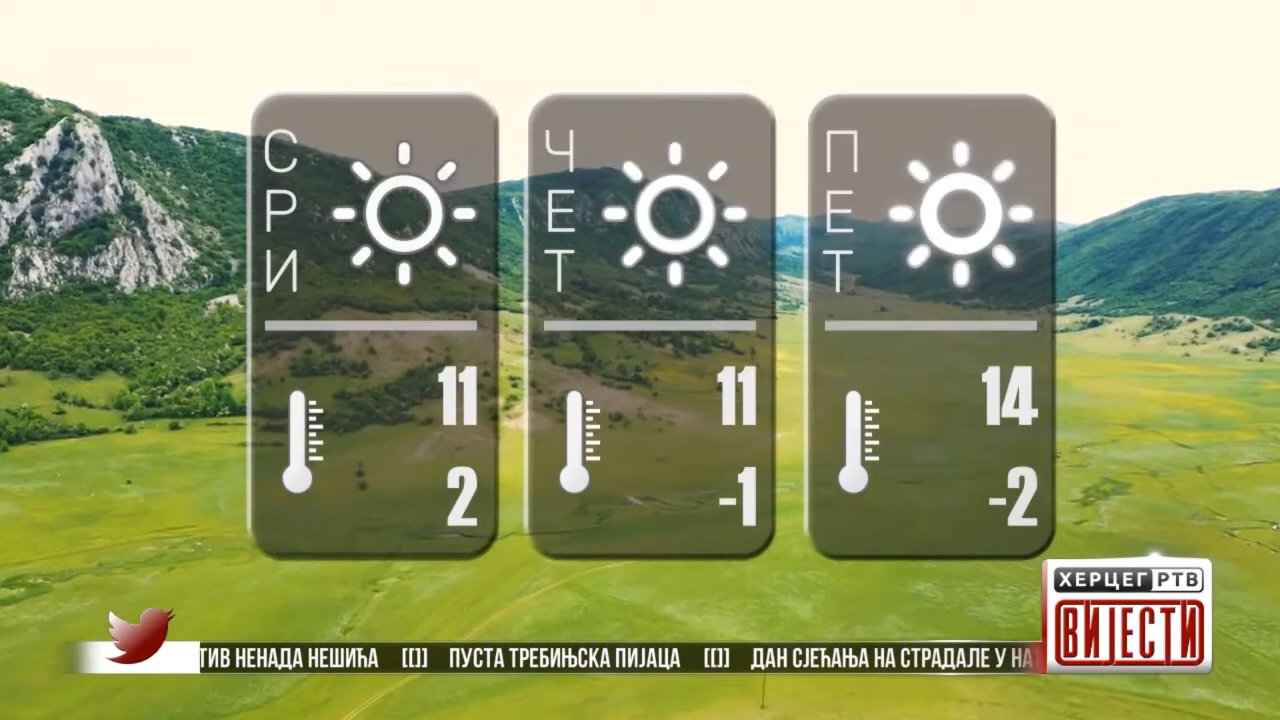 СРИ
11
2
ЧЕТ
11
-1
ПЕТ
14
-2
ХЕРЦЕГ РТВ
ВИЈЕСТИ
ТИВ НЕНАДА НЕШИЋА [[]] ПУСТА ТРЕБИЊСКА ПИЈАЦА [[]] ДАН СЈЕЋАЊА НА СТРАДАЛЕ У НА